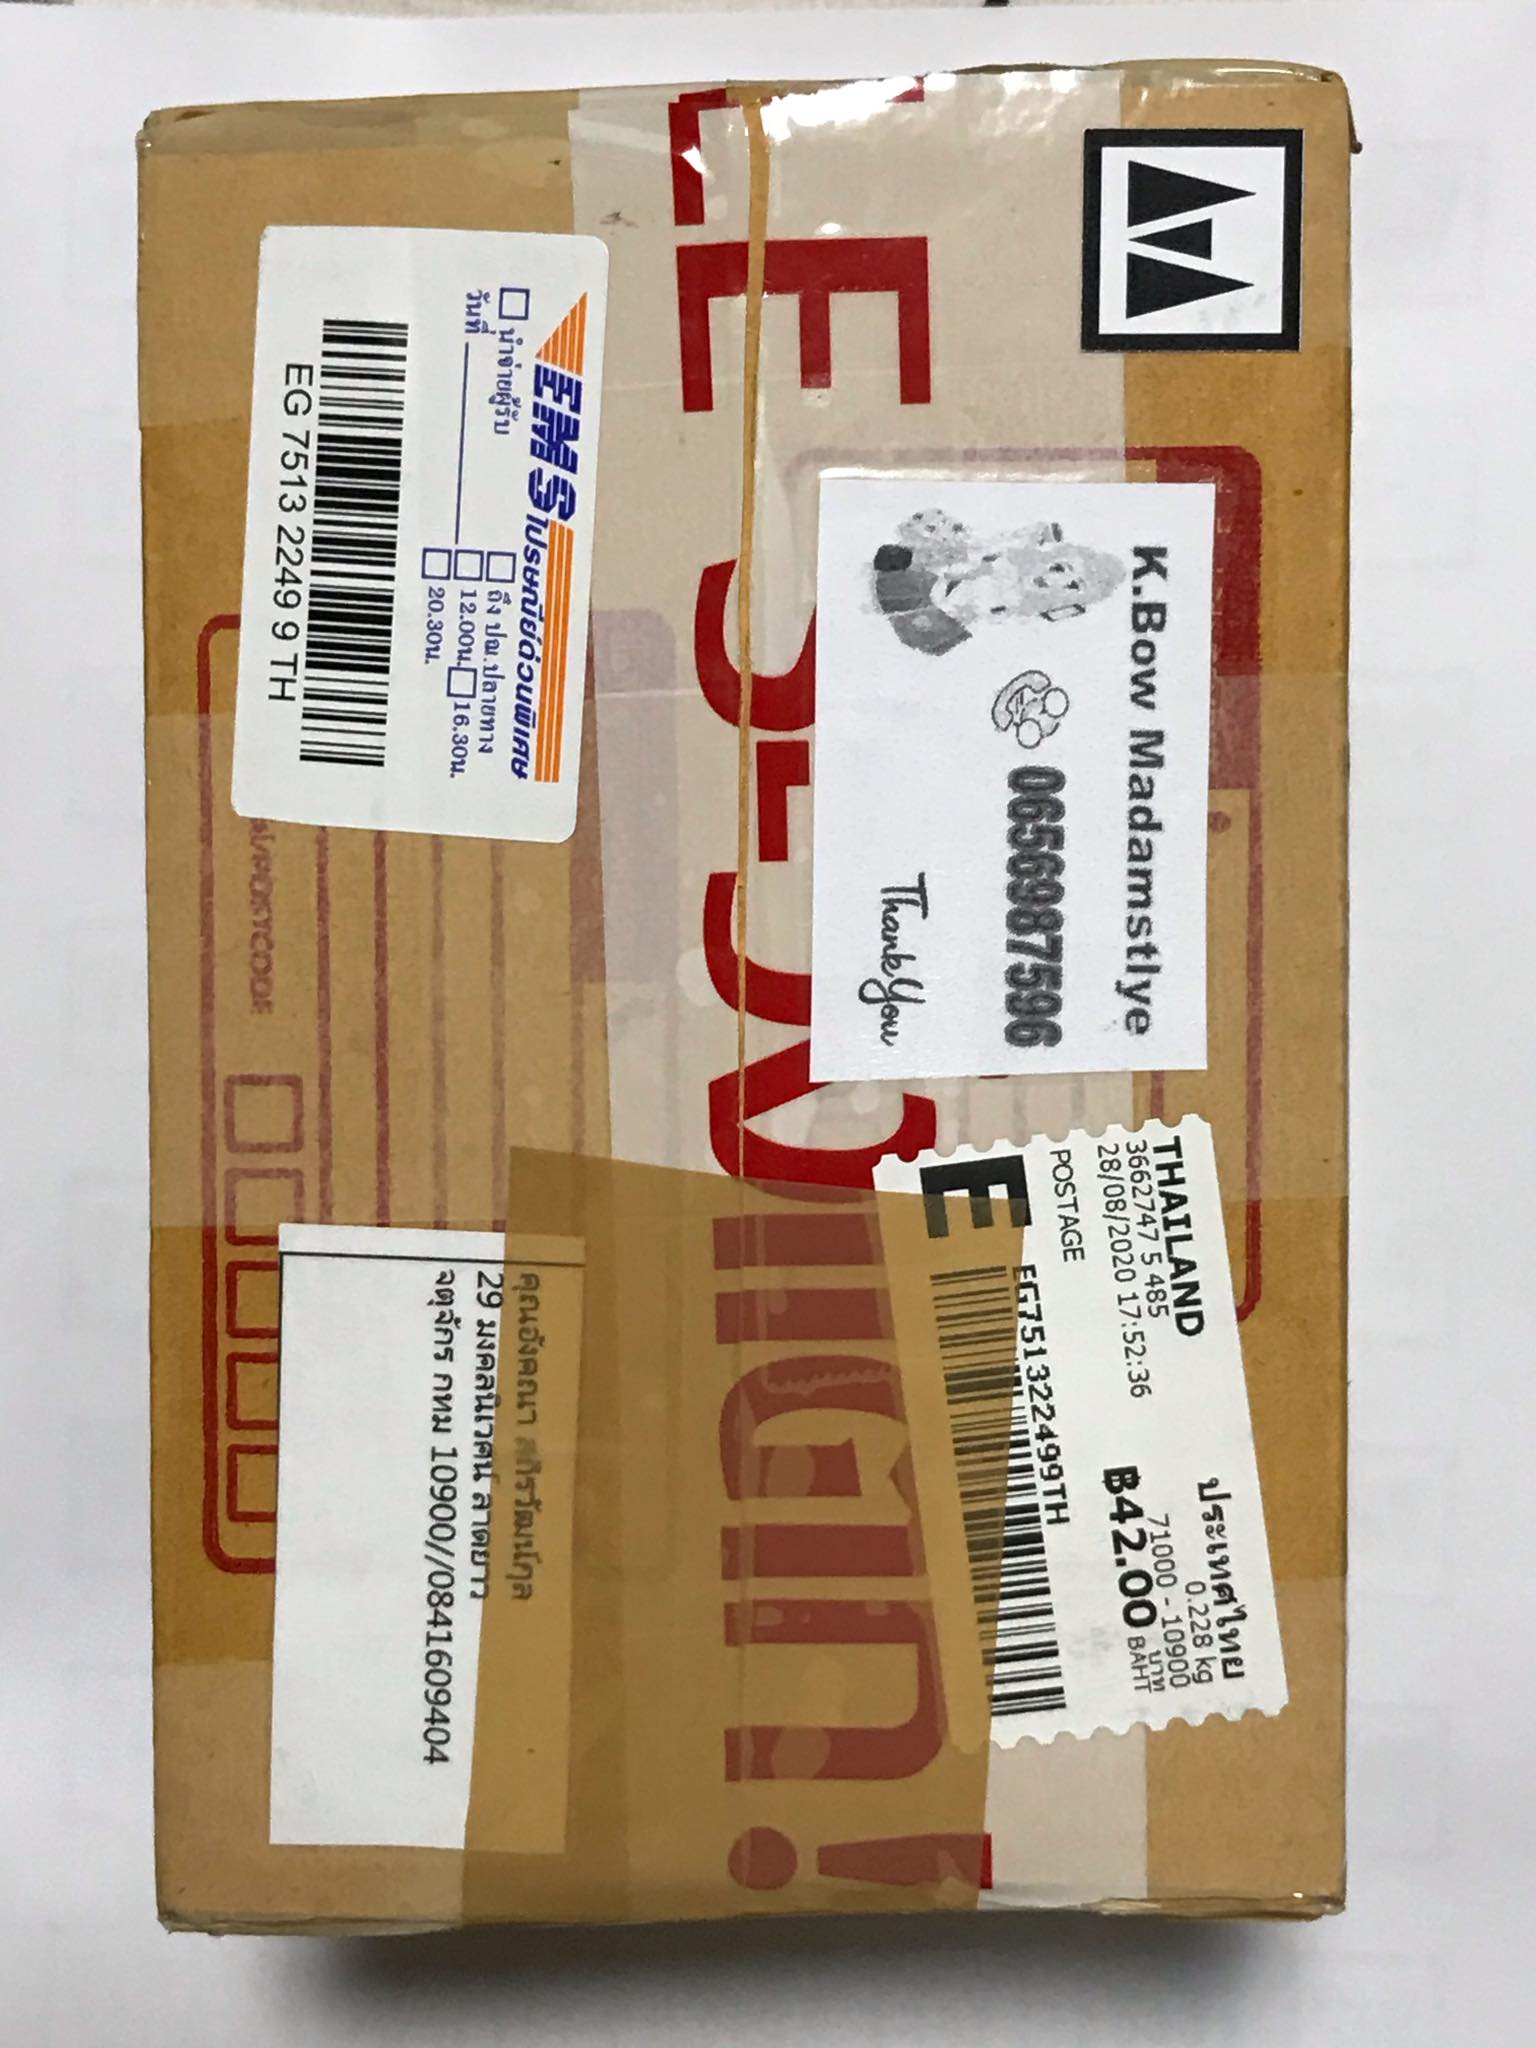 K.Bow Madamstlye
0656987596
Thank You
THAILAND
ประเทศไทย
3662747 5 485
0.228 kg
28/08/2020 17:52:36
71000 - 10900
฿42.00 บาท BAHT
POSTAGE
E
EG751322499TH
LE ระวังแตก!
EMS
ไปรษณีย์ด่วนพิเศษ
นำจ่ายผู้รับ
ถึง ปณ.ปลายทาง
วันที่
12.00น. 16.30น.
20.30น.
EG 7513 2249 9 TH
คุณอังคณา สถิรวัฒน์กุล
29 มงคลนิเวศน์ ลาดยาว
จตุจักร กทม 10900//0841609404
/POSTCODE